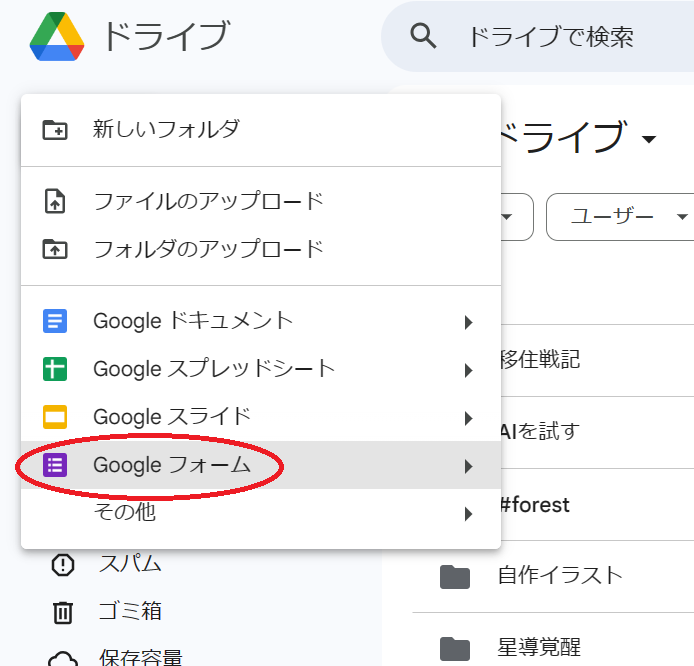 ドライブ
ドライブで検索
新しいフォルダ
ドライブ
ファイルのアップロード
ユーザー
フォルダのアップロード
Google ドキュメント
移住戦記
Google スプレッドシート
Google スライド
AIを試す
Google フォーム
その他
#forest
スパム
自作イラスト
ゴミ箱
星導覚醒
保存容量